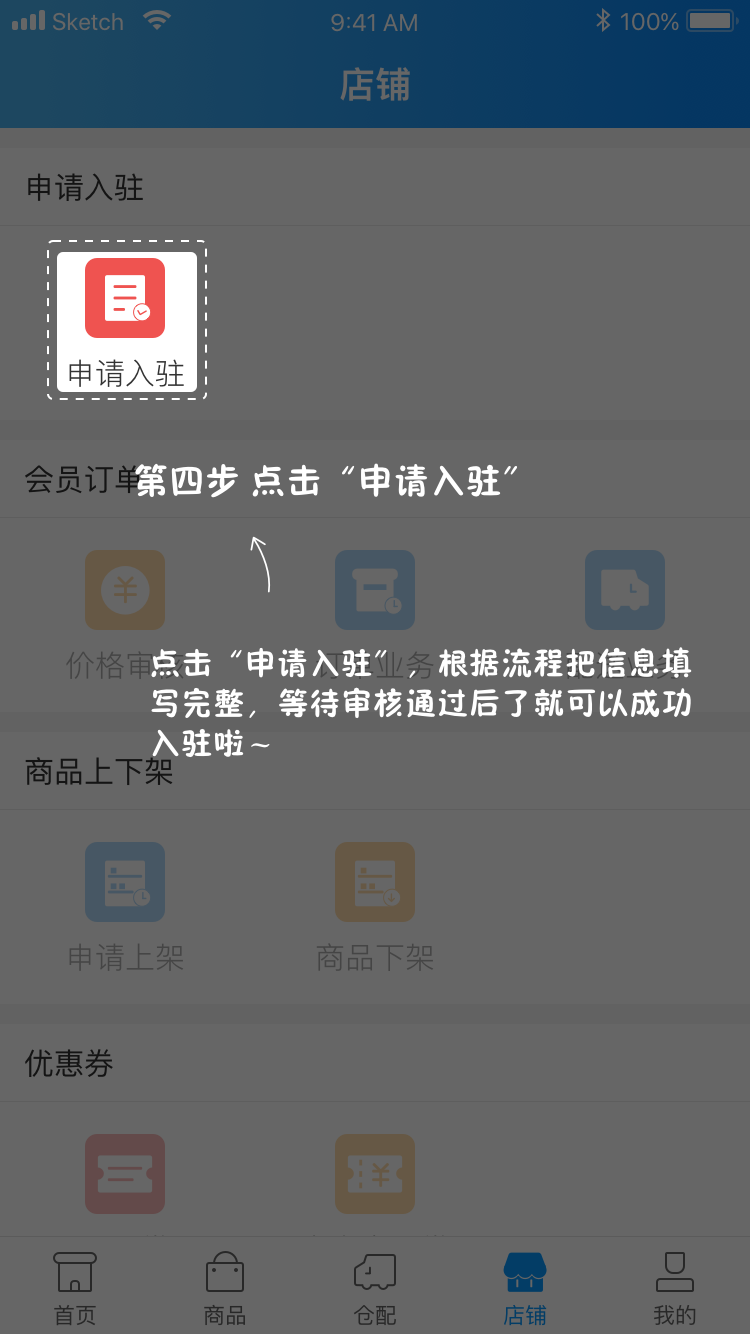 Sketch 9:41 AM 100%
店铺
申请入驻
申请入驻
会员订单
第四步 点击“申请入驻”
价格审核
点击“申请入驻”，根据流程把信息填
写完整，等待审核通过后了就可以成功
入驻啦～
商品上下架
申请上架 商品下架
优惠券
首页 商品 仓配 店铺 我的